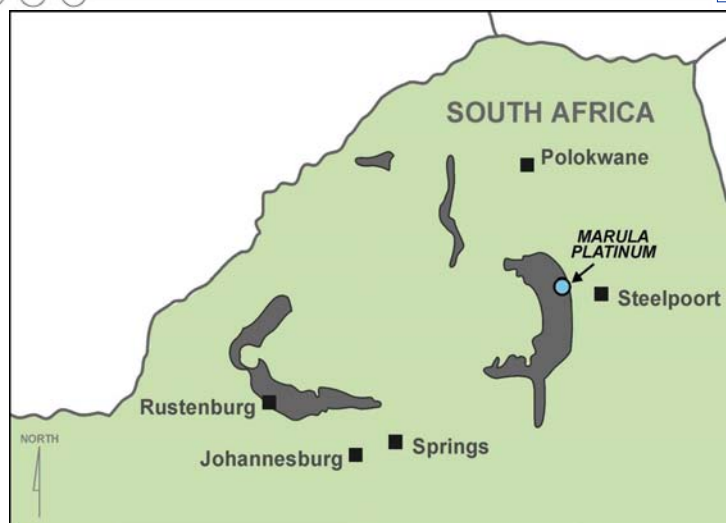 SOUTH AFRICA
Polokwane
MARULA
PLATINUM
Steelpoort
Rustenburg
NORTH
Johannesburg
Springs